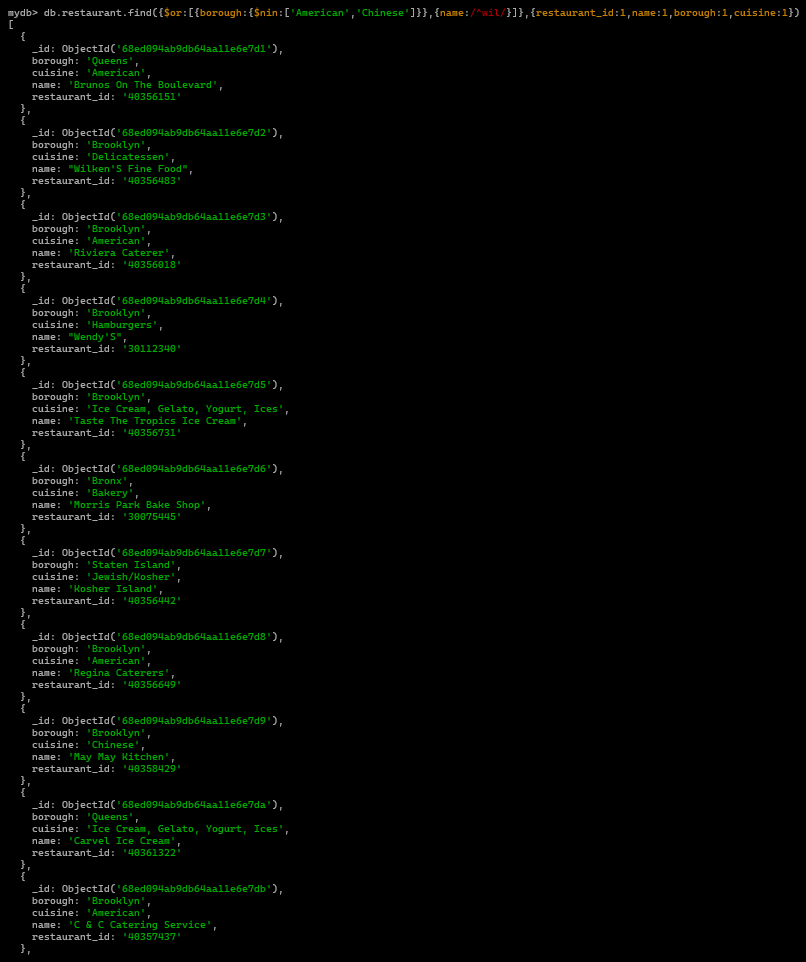 mydb> db.restaurant.find({$or:[{borough:{$nin:['American','Chinese']}},{name:/^wil/}]},{restaurant_id:1,name:1,borough:1,cuisine:1})
[
  {
    _id: ObjectId('68ed094ab9db64aa11e6e7d1'),
    borough: 'Queens',
    cuisine: 'American',
    name: 'Brunos On The Boulevard',
    restaurant_id: '40356151'
  },
  {
    _id: ObjectId('68ed094ab9db64aa11e6e7d2'),
    borough: 'Brooklyn',
    cuisine: 'Delicatessen',
    name: "Wilken'S Fine Food",
    restaurant_id: '40356483'
  },
  {
    _id: ObjectId('68ed094ab9db64aa11e6e7d3'),
    borough: 'Brooklyn',
    cuisine: 'American',
    name: 'Riviera Caterer',
    restaurant_id: '40356018'
  },
  {
    _id: ObjectId('68ed094ab9db64aa11e6e7d4'),
    borough: 'Brooklyn',
    cuisine: 'Hamburgers',
    name: "Wendy'S",
    restaurant_id: '30112340'
  },
  {
    _id: ObjectId('68ed094ab9db64aa11e6e7d5'),
    borough: 'Brooklyn',
    cuisine: 'Ice Cream, Gelato, Yogurt, Ices',
    name: 'Taste The Tropics Ice Cream',
    restaurant_id: '40356731'
  },
  {
    _id: ObjectId('68ed094ab9db64aa11e6e7d6'),
    borough: 'Bronx',
    cuisine: 'Bakery',
    name: 'Morris Park Bake Shop',
    restaurant_id: '30075445'
  },
  {
    _id: ObjectId('68ed094ab9db64aa11e6e7d7'),
    borough: 'Staten Island',
    cuisine: 'Jewish/Kosher',
    name: 'Kosher Island',
    restaurant_id: '40356442'
  },
  {
    _id: ObjectId('68ed094ab9db64aa11e6e7d8'),
    borough: 'Brooklyn',
    cuisine: 'American',
    name: 'Regina Caterers',
    restaurant_id: '40356649'
  },
  {
    _id: ObjectId('68ed094ab9db64aa11e6e7d9'),
    borough: 'Brooklyn',
    cuisine: 'Chinese',
    name: 'May May Kitchen',
    restaurant_id: '40358429'
  },
  {
    _id: ObjectId('68ed094ab9db64aa11e6e7da'),
    borough: 'Queens',
    cuisine: 'Ice Cream, Gelato, Yogurt, Ices',
    name: 'Carvel Ice Cream',
    restaurant_id: '40361322'
  },
  {
    _id: ObjectId('68ed094ab9db64aa11e6e7db'),
    borough: 'Brooklyn',
    cuisine: 'American',
    name: 'C & C Catering Service',
    restaurant_id: '40357437'
  },